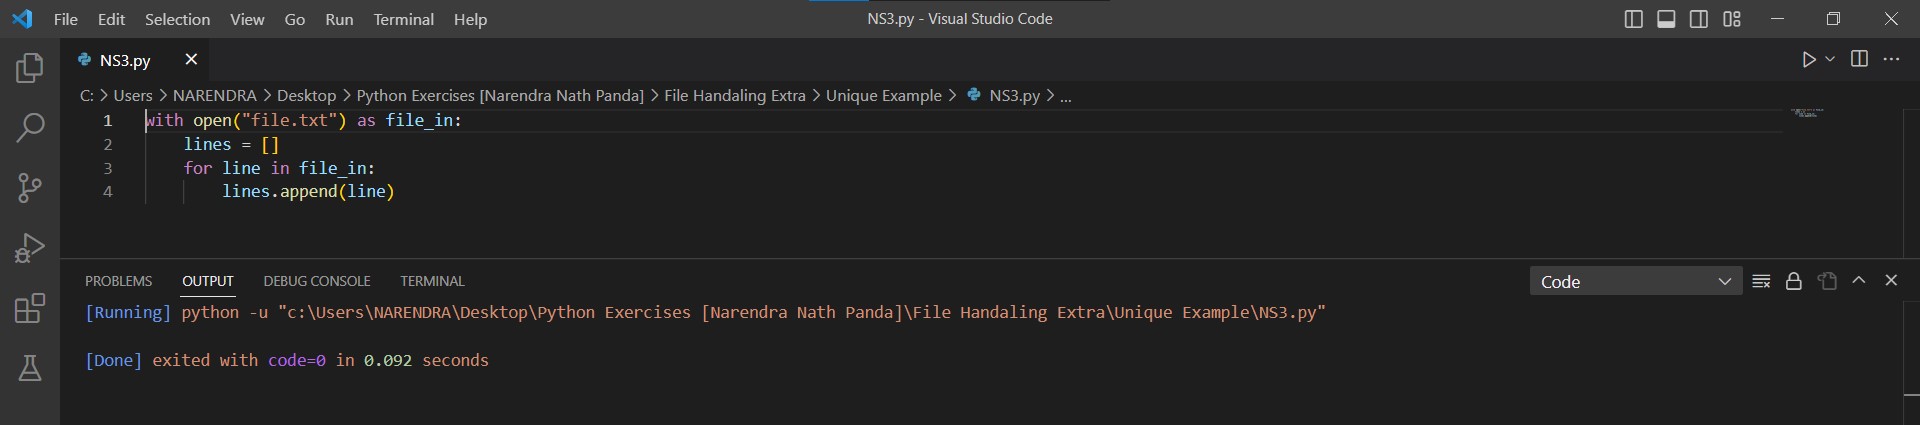 File Edit Selection View Go Run Terminal Help NS3.py - Visual Studio Code
NS3.py
C: > Users > NARENDRA > Desktop > Python Exercises [Narendra Nath Panda] > File Handaling Extra > Unique Example > NS3.py > ...
1 with open("file.txt") as file_in:
2     lines = []
3     for line in file_in:
4         lines.append(line)
PROBLEMS OUTPUT DEBUG CONSOLE TERMINAL Code
[Running] python -u "c:\Users\NARENDRA\Desktop\Python Exercises [Narendra Nath Panda]\File Handaling Extra\Unique Example\NS3.py"
[Done] exited with code=0 in 0.092 seconds